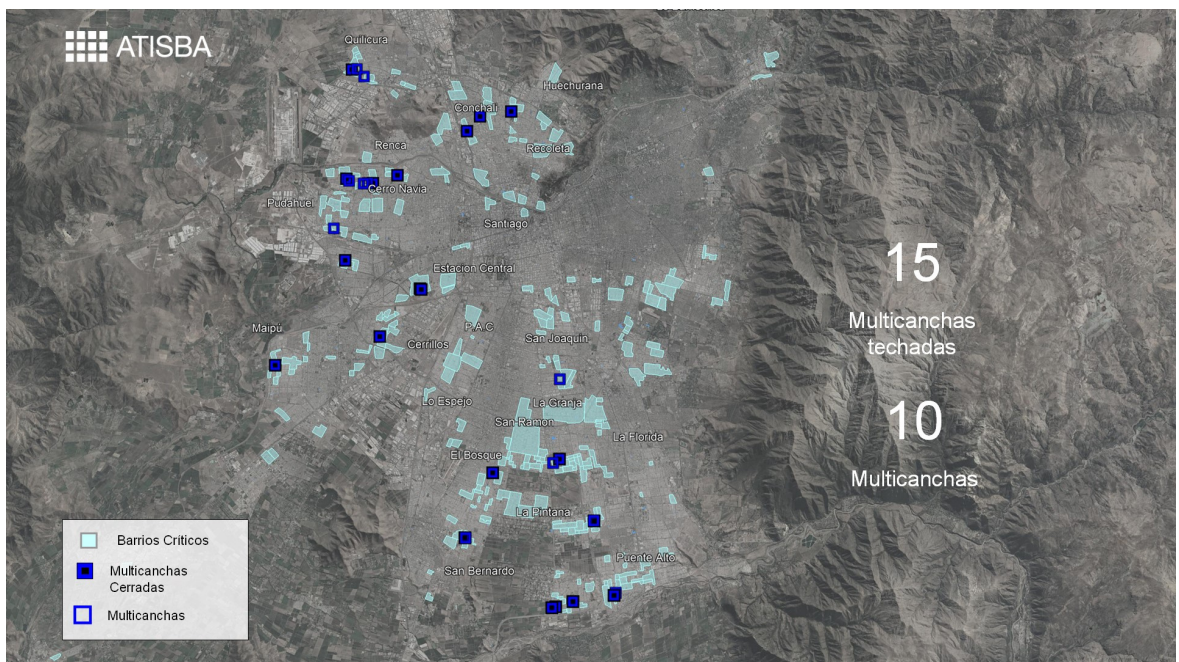 ATISBA
Quilicura
Huechurana
Conchalí
Recoleta
Renca
Cerro Navia
Pudahuel
Santiago
Estación Central
Maipú
P.A.C
Cerrillos
San Joaquín
Lo Espejo
La Granja
San Ramón
La Florida
El Bosque
La Pintana
Puente Alto
San Bernardo
15
Multicanchas
techadas
10
Multicanchas
Barrios Críticos
Multicanchas
Cerradas
Multicanchas